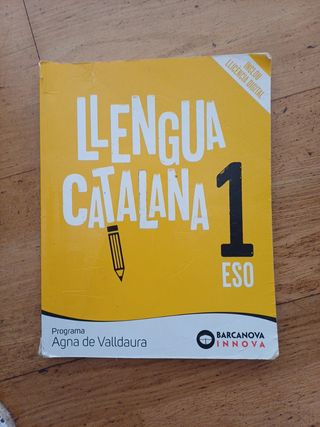 INCLOU
LLICÈNCIA DIGITAL
LLENGUA
CATALANA
1
ESO
Programa
Agna de Valldaura
BARCANOVA
INNOVA